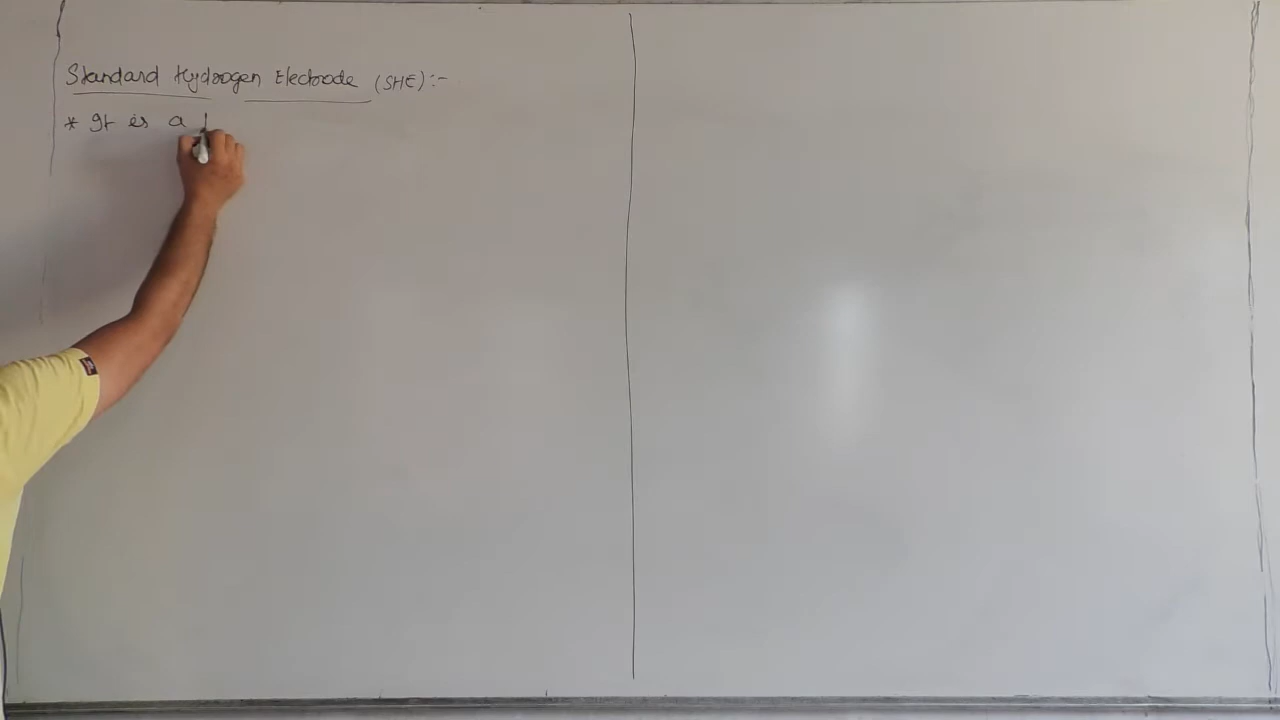 Standard Hydrogen Electrode (SHE):-
* It is a